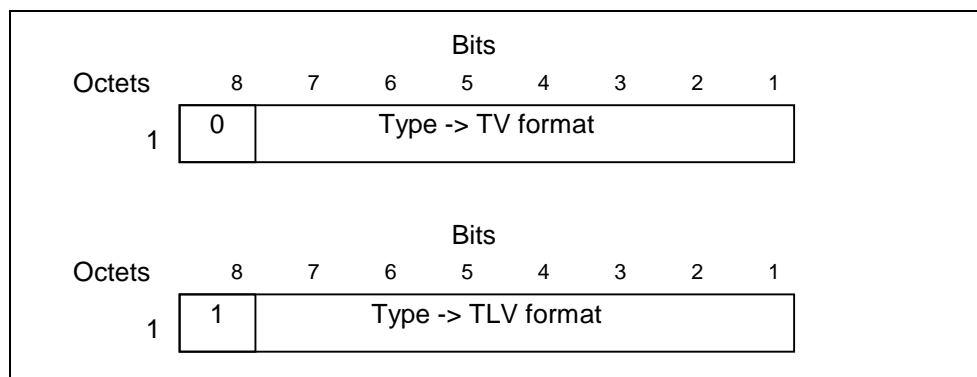 Bits
Octets 8 7 6 5 4 3 2 1
1 0 Type -> TV format
Bits
Octets 8 7 6 5 4 3 2 1
1 1 Type -> TLV format